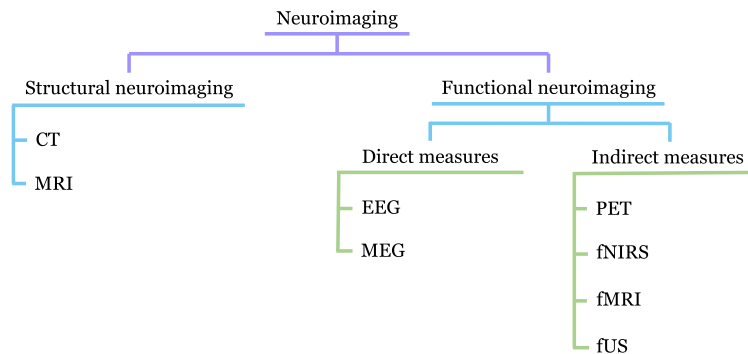 Neuroimaging
Structural neuroimaging
CT
MRI
Functional neuroimaging
Direct measures
EEG
MEG
Indirect measures
PET
fNIRS
fMRI
fUS